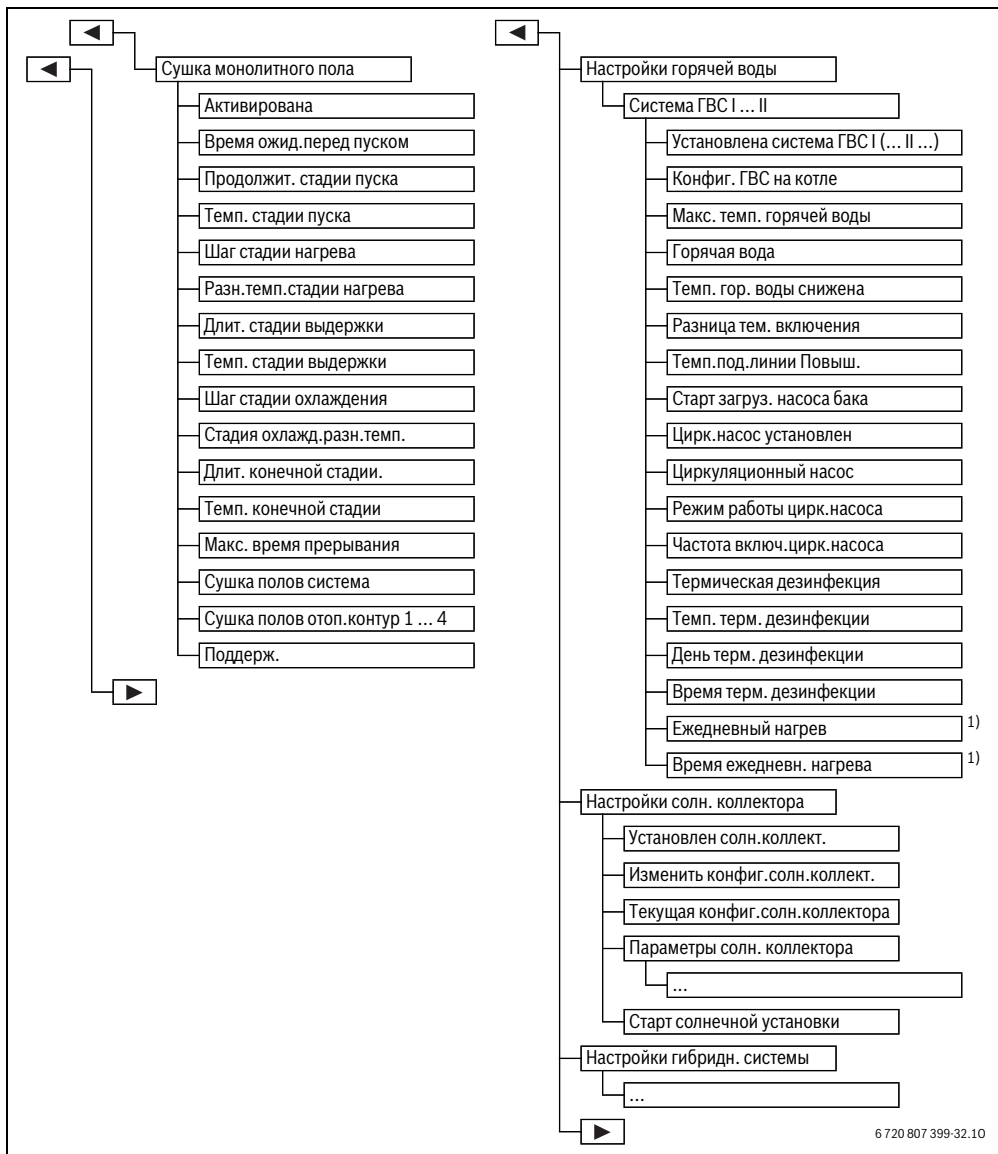 Сушка монолитного пола
Активирована
Время ожид.перед пуском
Продолжит. стадии пуска
Темп. стадии пуска
Шаг стадии нагрева
Разн.темп.стадии нагрева
Длит. стадии выдержки
Темп. стадии выдержки
Шаг стадии охлаждения
Стадия охлажд.разн.темп.
Длит. конечной стадии.
Темп. конечной стадии
Макс. время прерывания
Сушка полов система
Сушка полов отоп.контур 1 ... 4
Поддерж.
Настройки горячей воды
Система ГВС I ... II
Установлена система ГВС I (... II ...)
Конфиг. ГВС на котле
Макс. темп. горячей воды
Горячая вода
Темп. гор. воды снижена
Разница тем. включения
Темп.под.линии Повыш.
Старт загруз. насоса бака
Цирк.насос установлен
Циркуляционный насос
Режим работы цирк.насоса
Частота включ.цирк.насоса
Термическая дезинфекция
Темп. терм. дезинфекции
День терм. дезинфекции
Время терм. дезинфекции
Ежедневный нагрев 1)
Время ежедневн. нагрева 1)
Настройки солн. коллектора
Установлен солн.коллект.
Изменить конфиг.солн.коллект.
Текущая конфиг.солн.коллектора
Параметры солн. коллектора
...
Старт солнечной установки
Настройки гибридн. системы
...
6 720 807 399-32.1O